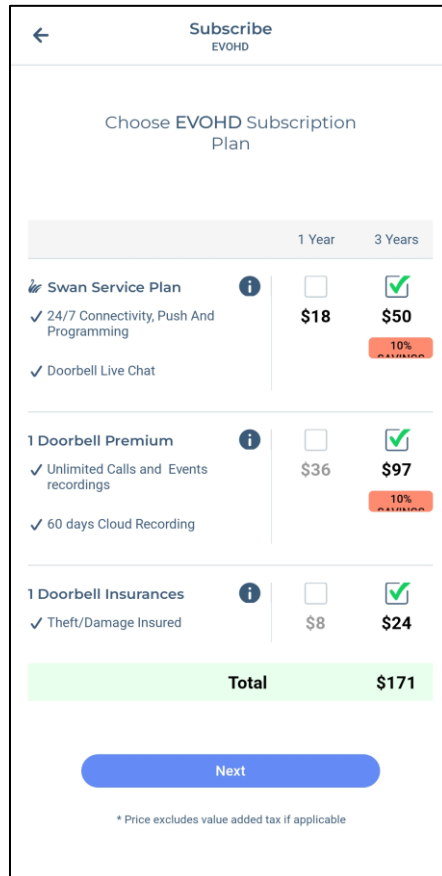 Subscribe
EVOHD
Choose EVOHD Subscription
Plan
1 Year 3 Years
Swan Service Plan
$18 $50
24/7 Connectivity, Push And
Programming
10%
SAVINGS
Doorbell Live Chat
1 Doorbell Premium
$36 $97
Unlimited Calls and Events
recordings
10%
SAVINGS
60 days Cloud Recording
1 Doorbell Insurances
Theft/Damage Insured $8 $24
Total $171
Next
* Price excludes value added tax if applicable